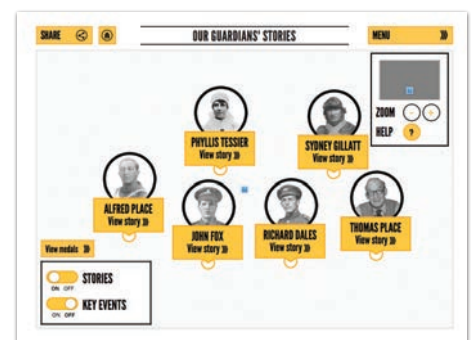 SHARE
OUR GUARDIANS' STORIES
MENU
ZOOM - +
HELP ?
PHYLLIS TESSIER
View story
SYDNEY GILLATT
View story
ALFRED PLACE
View story
JOHN FOX
View story
RICHARD DALES
View story
THOMAS PLACE
View story
View medals
STORIES
ON OFF
KEY EVENTS
ON OFF